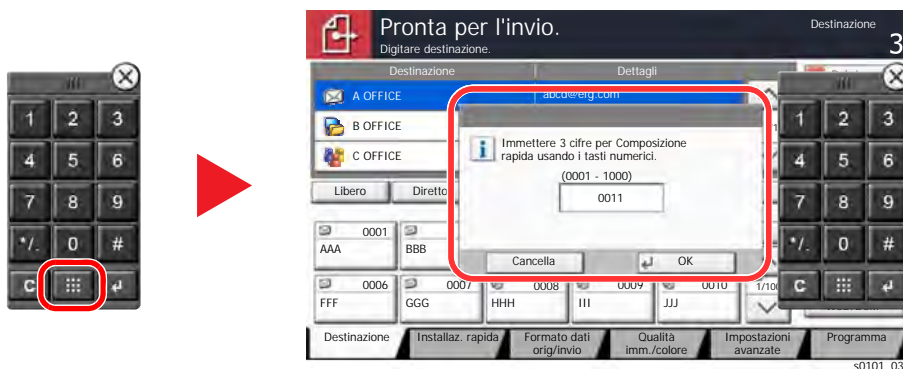 1 2 3
4 5 6
7 8 9
*/. 0 #
C
Pronta per l'invio.
Digitare destinazione.
Destinazione
3
Destinazione Dettagli
A OFFICE abcd@efg.com
B OFFICE
C OFFICE
Immettere 3 cifre per Composizione
rapida usando i tasti numerici.
(0001 - 1000)
0011
Cancella OK
Libero
0001
AAA BBB
0006 0007 0008 0009 0010
FFF GGG HHH III JJJ
1/100
1 2 3
4 5 6
7 8 9
*/. 0 #
C
Destinazione Installaz. rapida Formato dati
orig/invio Qualità
imm./colore Impostazioni
avanzate Programma
s0101_03